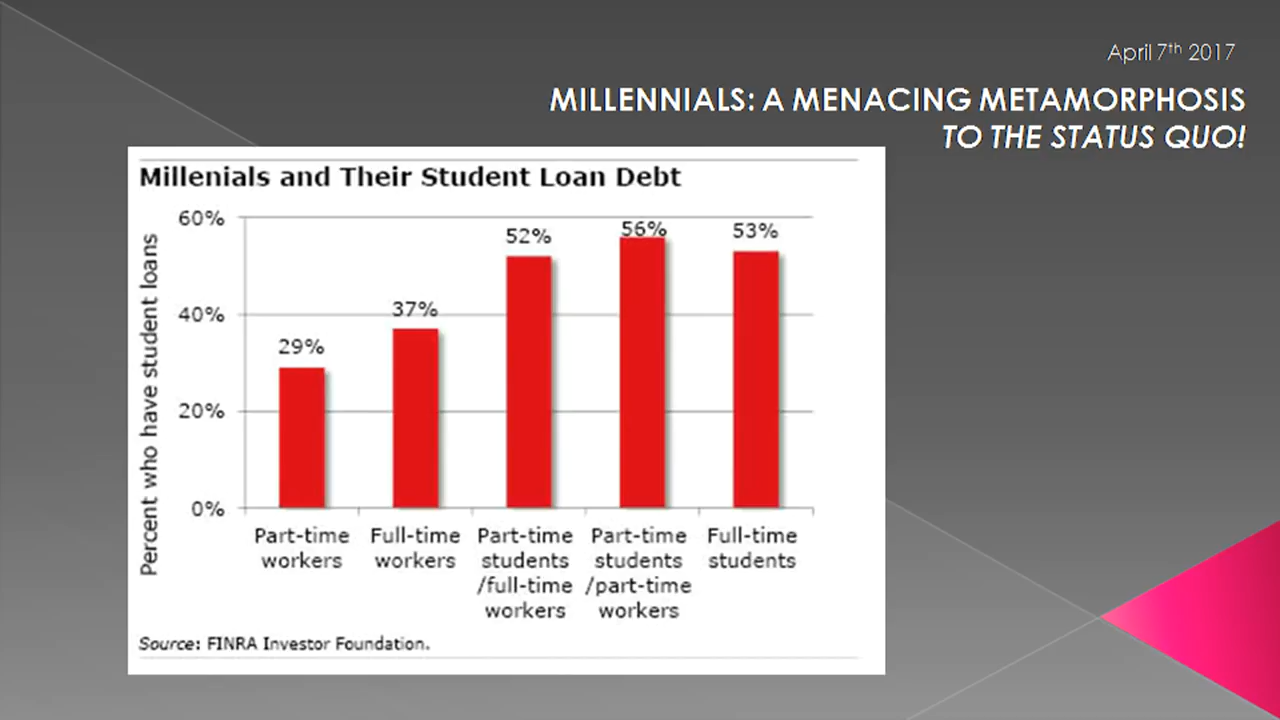 April 7th 2017
MILLENNIALS: A MENACING METAMORPHOSIS
TO THE STATUS QUO!
Millenials and Their Student Loan Debt
Percent who have student loans
60%
40%
20%
0%
29%
37%
52%
56%
53%
Part-time
workers
Full-time
workers
Part-time
students
/full-time
workers
Part-time
students
/part-time
workers
Full-time
students
Source: FINRA Investor Foundation.